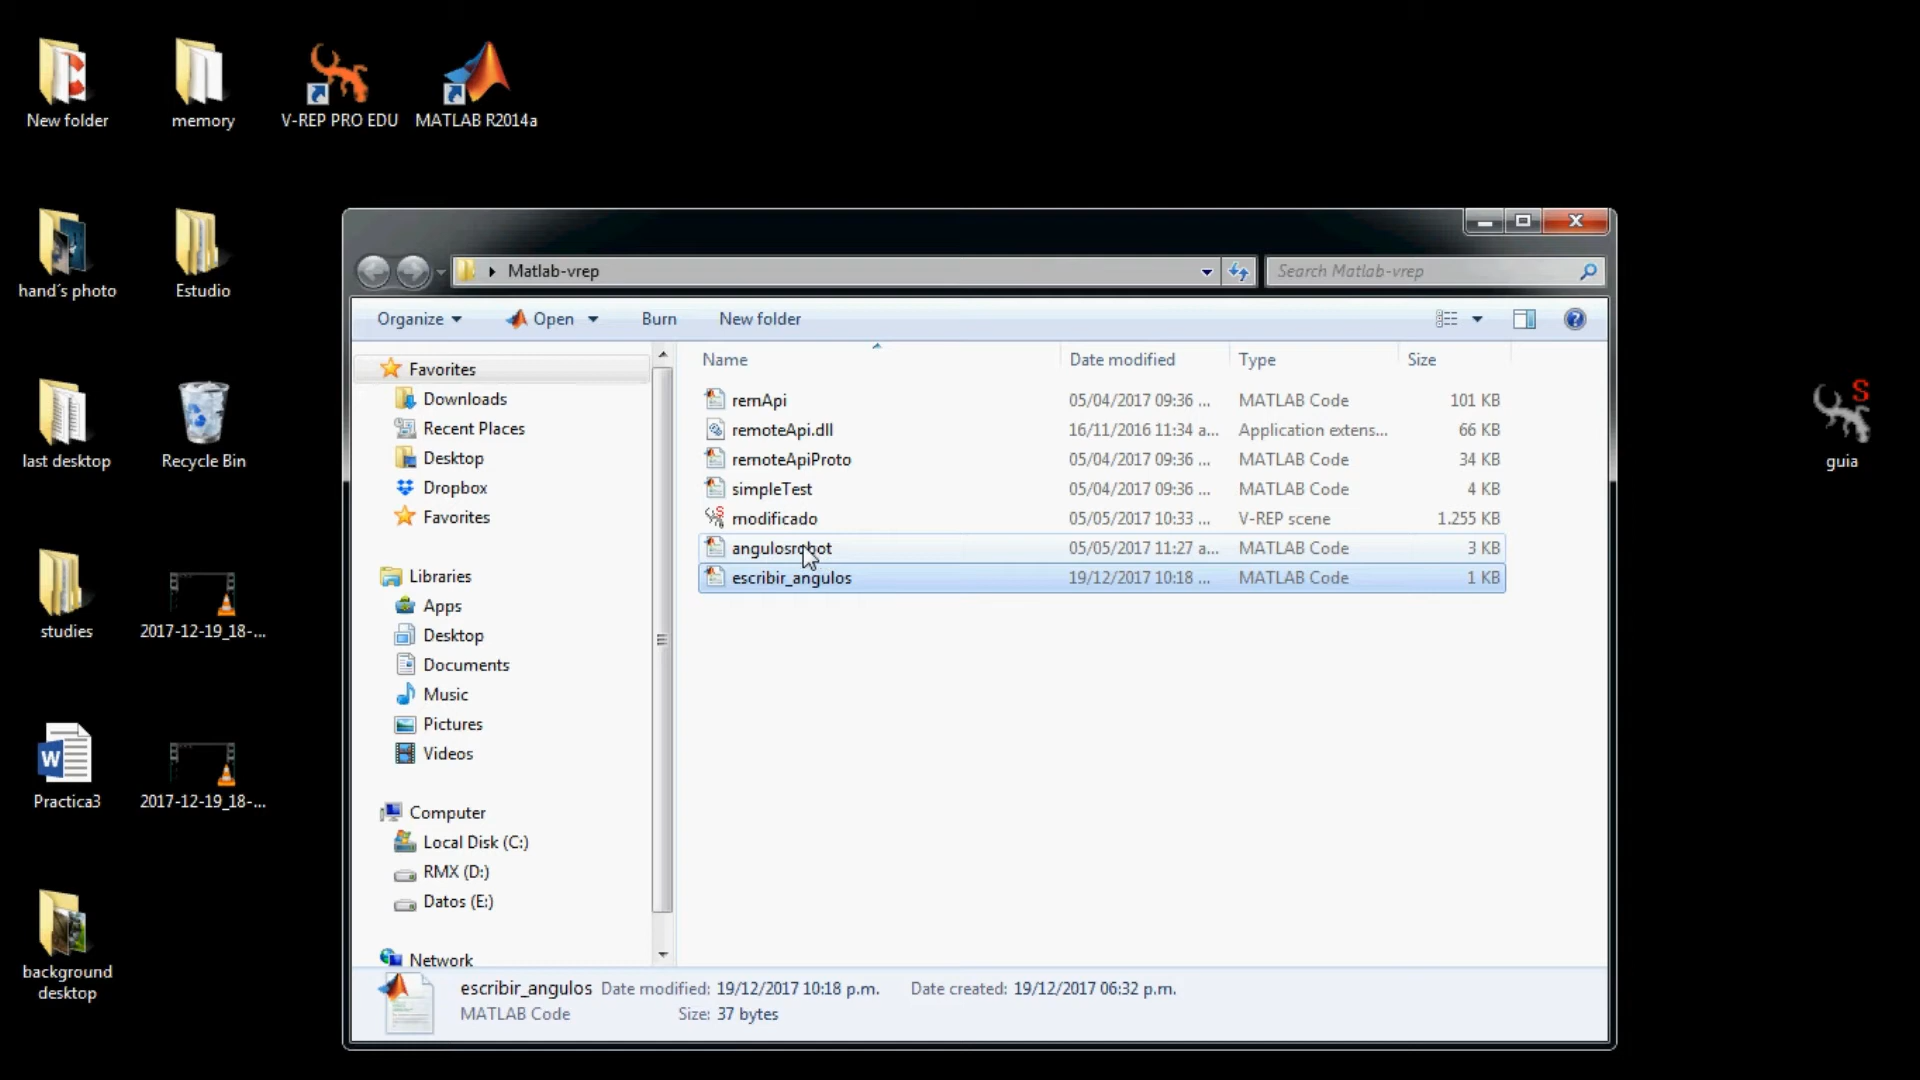 New folder
memory
V-REP PRO EDU
MATLAB R2014a
hand´s photo
Estudio
last desktop
Recycle Bin
studies
2017-12-19_18-...
Practica3
2017-12-19_18-...
background
desktop
guia
Matlab-vrep
Search Matlab-vrep
Organize
Open
Burn
New folder
Favorites
Downloads
Recent Places
Desktop
Dropbox
Favorites
Libraries
Apps
Desktop
Documents
Music
Pictures
Videos
Computer
Local Disk (C:)
RMX (D:)
Datos (E:)
Network
Name Date modified Type Size
remApi 05/04/2017 09:36 ... MATLAB Code 101 KB
remoteApi.dll 16/11/2016 11:34 a... Application extens... 66 KB
remoteApiProto 05/04/2017 09:36 ... MATLAB Code 34 KB
simpleTest 05/04/2017 09:36 ... MATLAB Code 4 KB
modificado 05/05/2017 10:33 ... V-REP scene 1.255 KB
angulosrobot 05/05/2017 11:27 a... MATLAB Code 3 KB
escribir_angulos 19/12/2017 10:18 ... MATLAB Code 1 KB
escribir_angulos Date modified: 19/12/2017 10:18 p.m. Date created: 19/12/2017 06:32 p.m.
MATLAB Code Size: 37 bytes